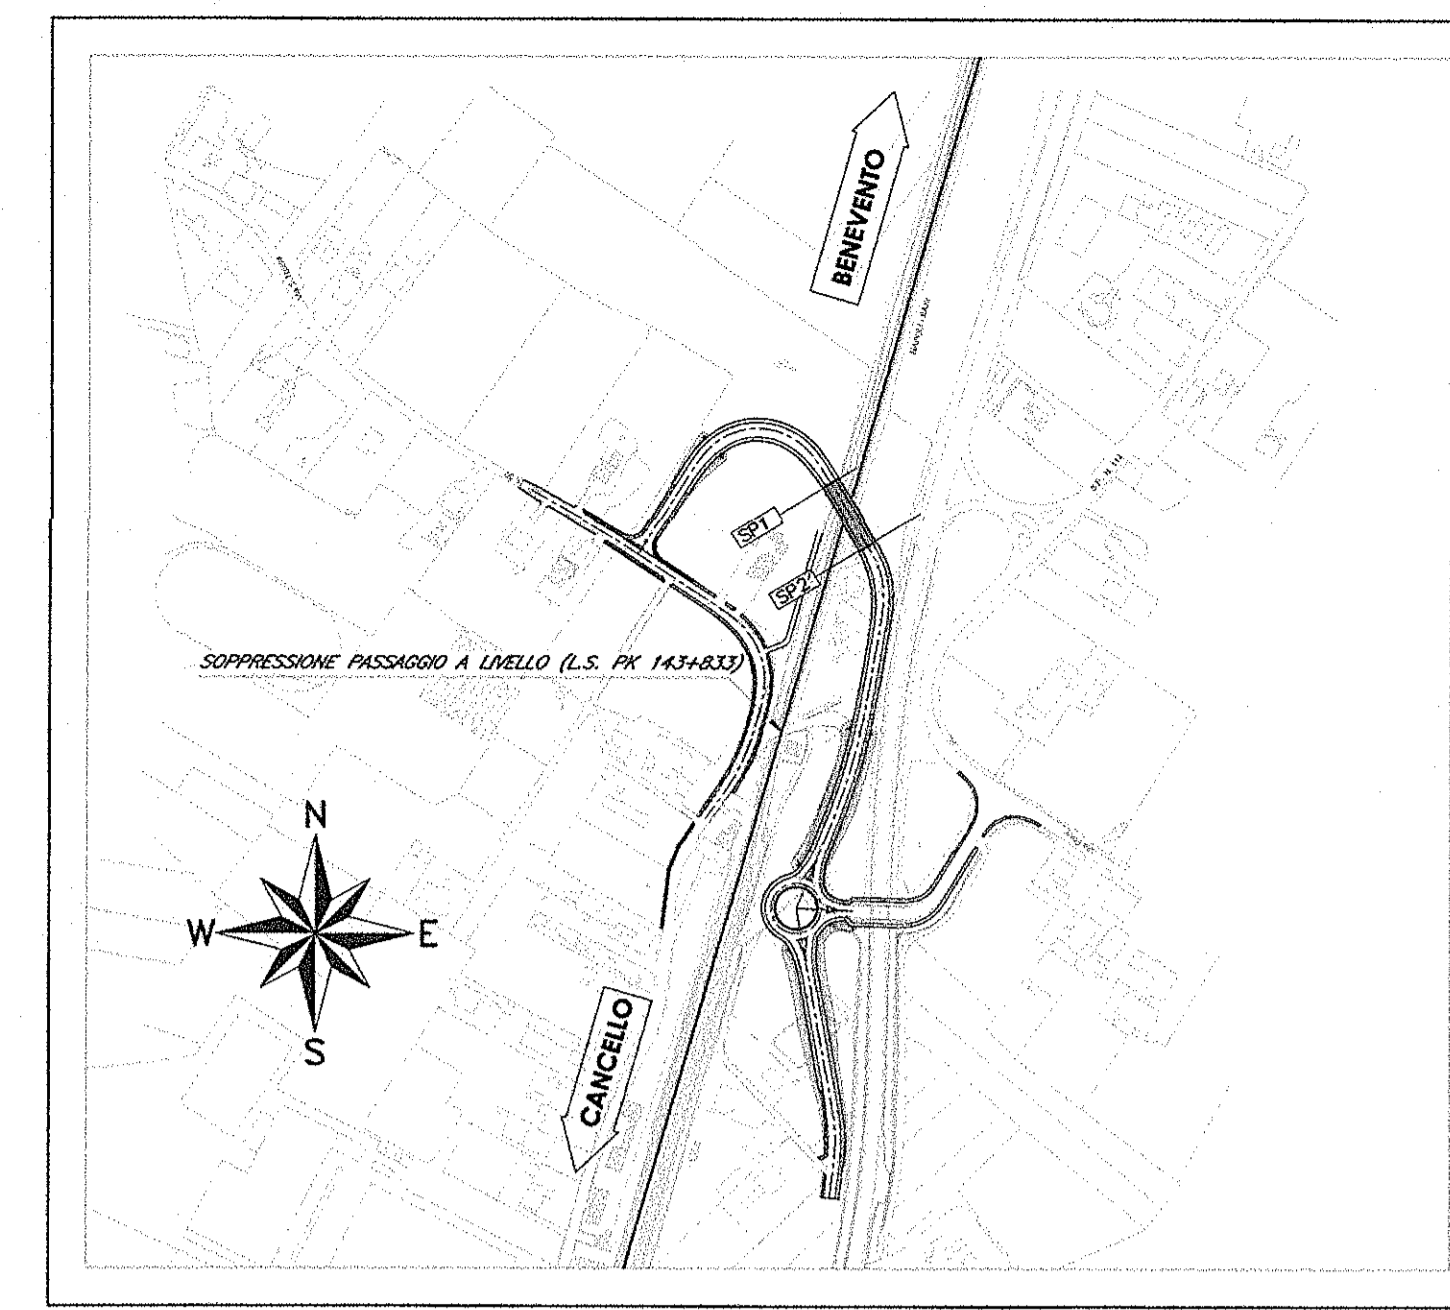 BENEVENTO
SP1
SP2
SOPPRESSIONE PASSAGGIO A LIVELLO (L.S. PK 143+833)
N
W
E
S
CANCELLO